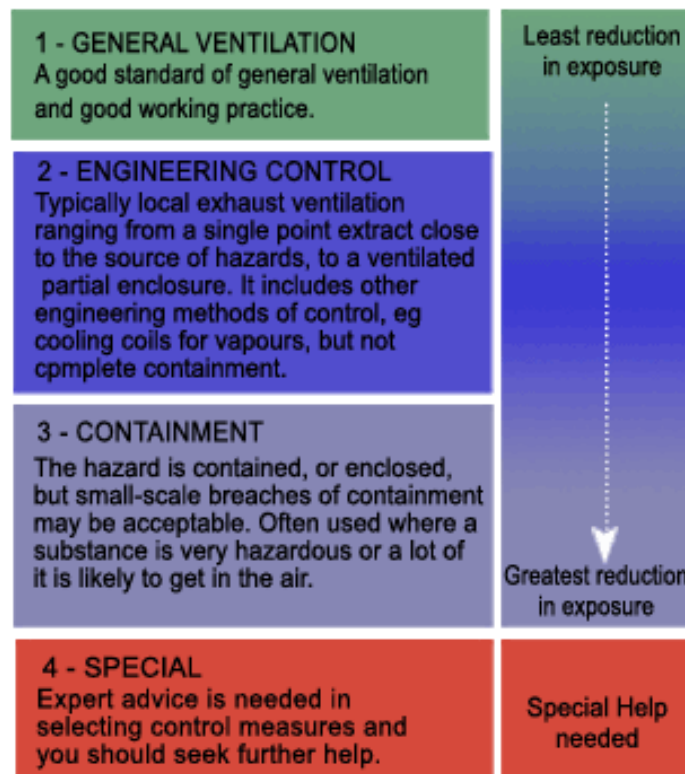 1 - GENERAL VENTILATION
A good standard of general ventilation
and good working practice.
Least reduction
in exposure
2 - ENGINEERING CONTROL
Typically local exhaust ventilation
ranging from a single point extract close
to the source of hazards, to a ventilated
partial enclosure. It includes other
engineering methods of control, eg
cooling coils for vapours, but not
cpmplete containment.
3 - CONTAINMENT
The hazard is contained, or enclosed,
but small-scale breaches of containment
may be acceptable. Often used where a
substance is very hazardous or a lot of
it is likely to get in the air.
Greatest reduction
in exposure
4 - SPECIAL
Expert advice is needed in
selecting control measures and
you should seek further help.
Special Help
needed